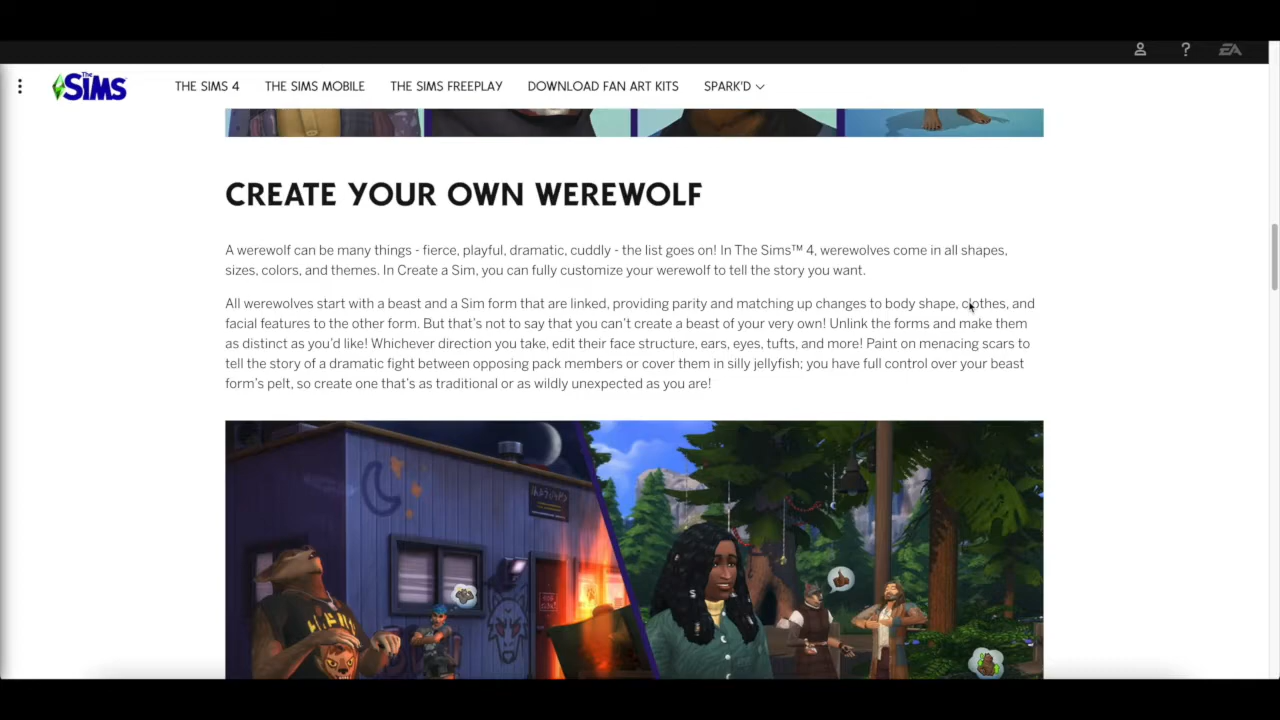 The SIMS
THE SIMS 4 THE SIMS MOBILE THE SIMS FREEPLAY DOWNLOAD FAN ART KITS SPARK'D
? EA
CREATE YOUR OWN WEREWOLF
A werewolf can be many things - fierce, playful, dramatic, cuddly - the list goes on! In The Sims™ 4, werewolves come in all shapes,
sizes, colors, and themes. In Create a Sim, you can fully customize your werewolf to tell the story you want.
All werewolves start with a beast and a Sim form that are linked, providing parity and matching up changes to body shape, clothes, and
facial features to the other form. But that's not to say that you can't create a beast of your very own! Unlink the forms and make them
as distinct as you'd like! Whichever direction you take, edit their face structure, ears, eyes, tufts, and more! Paint on menacing scars to
tell the story of a dramatic fight between opposing pack members or cover them in silly jellyfish; you have full control over your beast
form's pelt, so create one that's as traditional or as wildly unexpected as you are!